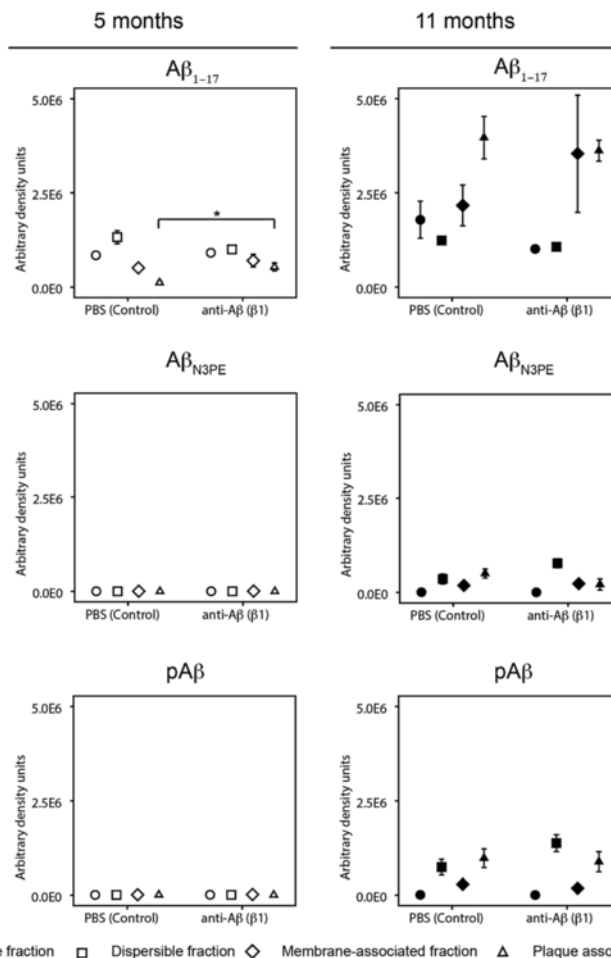 5 months 11 months
Aβ1–17 Aβ1–17
5.0E6 5.0E6
Arbitrary density units Arbitrary density units
2.5E6 2.5E6
*
0.0E0 0.0E0
PBS (Control) anti-Aβ (β1) PBS (Control) anti-Aβ (β1)
AβN3PE AβN3PE
5.0E6 5.0E6
Arbitrary density units Arbitrary density units
2.5E6 2.5E6
0.0E0 0.0E0
PBS (Control) anti-Aβ (β1) PBS (Control) anti-Aβ (β1)
pAβ pAβ
5.0E6 5.0E6
Arbitrary density units Arbitrary density units
2.5E6 2.5E6
0.0E0 0.0E0
PBS (Control) anti-Aβ (β1) PBS (Control) anti-Aβ (β1)
fraction Dispersible fraction Membrane-associated fraction Plaque